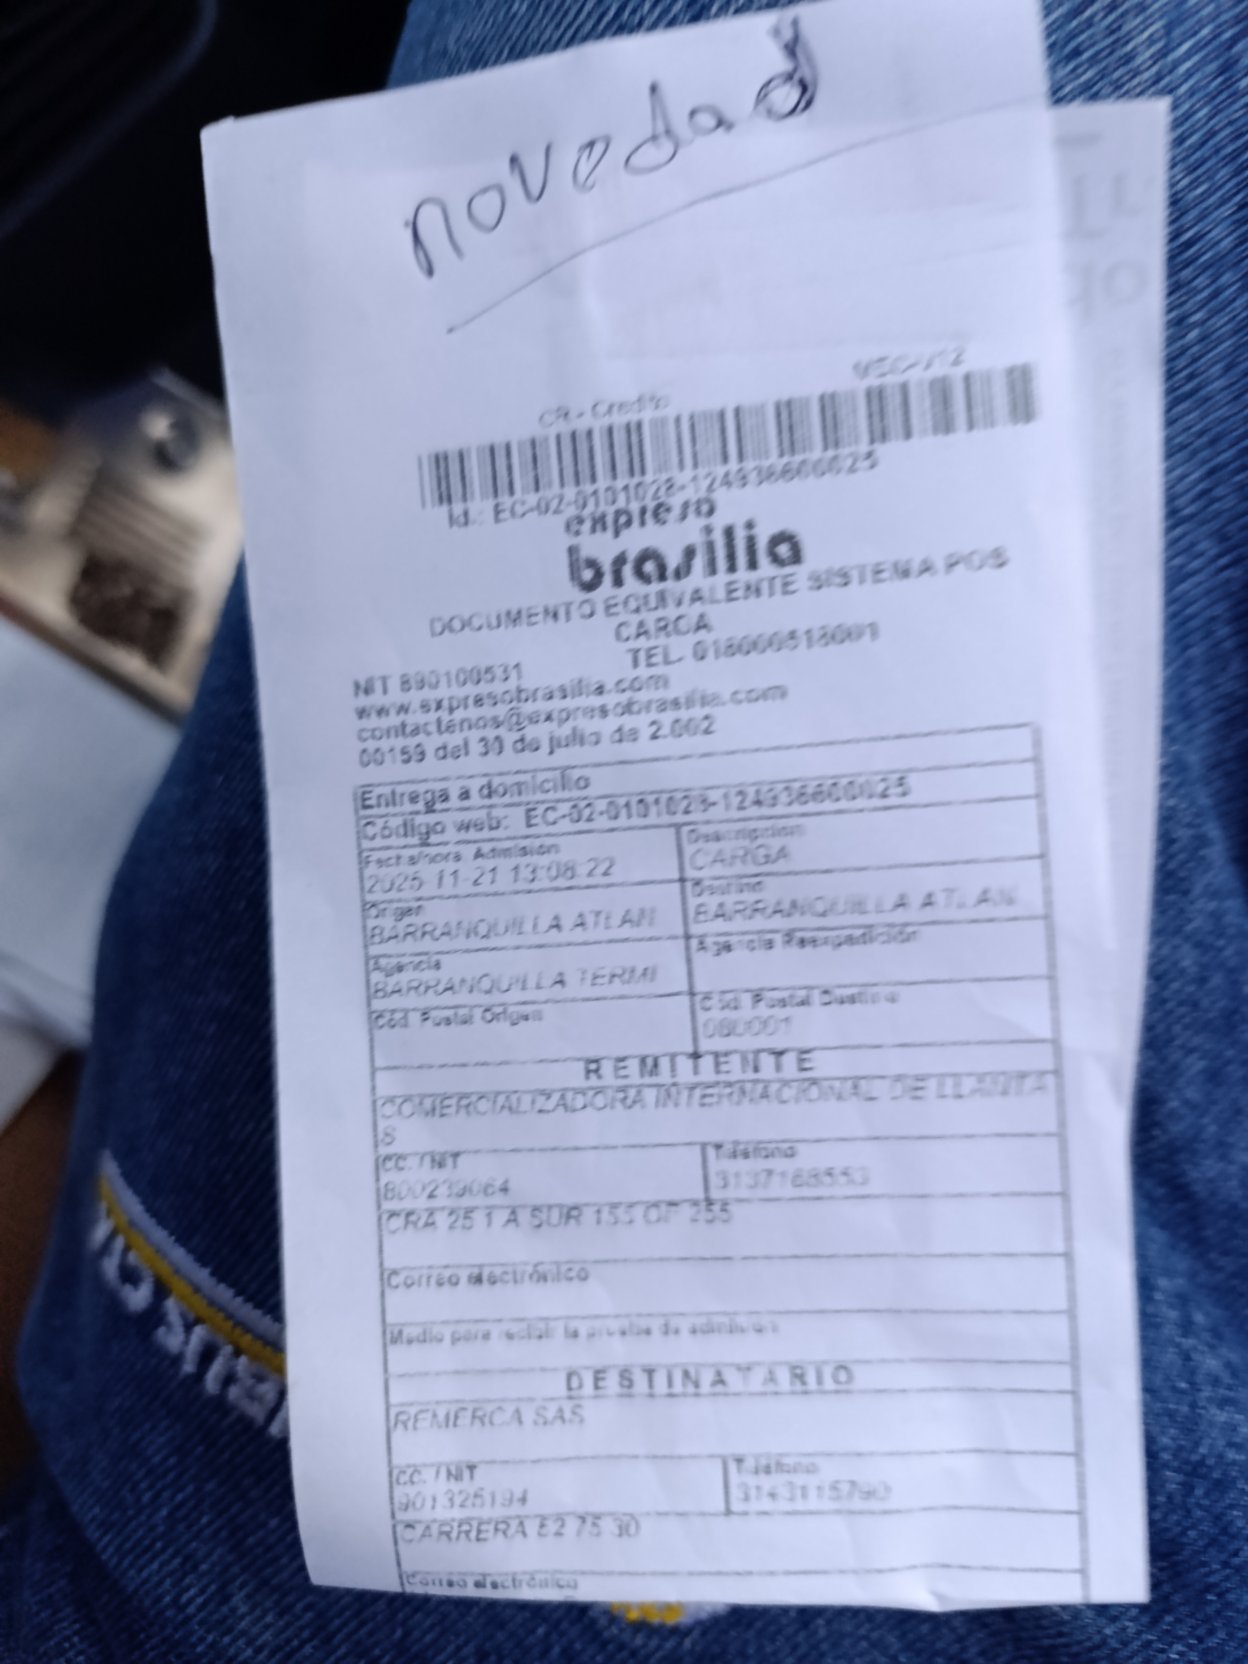 novedad
CR - Credito
Id.: EC-02-0101028-124936600025
expreso
brasilia
DOCUMENTO EQUIVALENTE SISTEMA POS
CARGA
TEL. 018000518001
NIT 890100531
www.expresobrasilia.com
contactenos@expresobrasilia.com
00159 del 30 de julio de 2.002
Entrega a domicilio
Código web: EC-02-0101028-124936600025
Fecha/hora Admisión
2025-11-21 13:08:22
Descripcion
CARGA
Origen
BARRANQUILLA ATLAN
Destino
BARRANQUILLA ATLAN
Agencia
BARRANQUILLA TERMI
Agencia Reexpedición
Cód. Postal Origen
Cód. Postal Destino
080001
REMITENTE
COMERCIALIZADORA INTERNACIONAL DE LLANTA
S
CC. / NIT
800239064
Teléfono
3137168553
CRA 25 1 A SUR 155 OF 255
Correo electrónico
Medio para recibir la prueba de admisión
DESTINATARIO
REMERCA SAS
CC. / NIT
901325194
Teléfono
3143115790
CARRERA 52 75 30
Correo electrónico